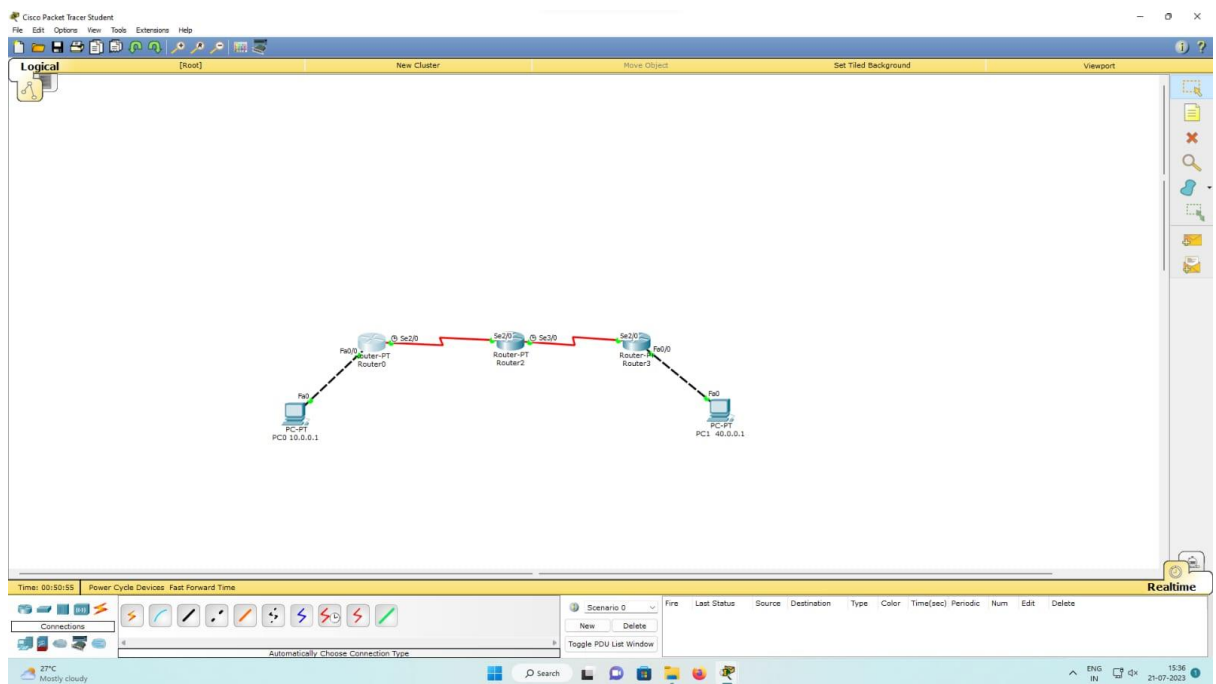 Cisco Packet Tracer Student
File Edit Options View Tools Extensions Help
Logical [Root] New Cluster Move Object Set Tiled Background Viewport
Se2/0 Se2/0 Se3/0 Se2/0
Fa0/0 Router-PT Router-PT Router-PT Fa0/0
Router0 Router2 Router3
Fa0 Fa0
PC-PT PC-PT
PC0 10.0.0.1 PC1 40.0.0.1
Time: 00:50:55 Power Cycle Devices Fast Forward Time Realtime
Scenario 0 Fire Last Status Source Destination Type Color Time(sec) Periodic Num Edit Delete
Connections New Delete
Toggle PDU List Window
Automatically Choose Connection Type
27°C Search ENG 15:36
Mostly cloudy IN 21-07-2023